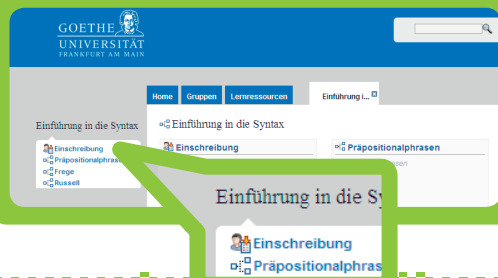 GOETHE
UNIVERSITÄT
FRANKFURT AM MAIN
Home Gruppen Lernressourcen Einführung i...
Einführung in die Syntax
Einführung in die Syntax
Einschreibung
Präpositionalphrasen
Einschreibung
Präpositionalphras
Frege
Russell
Einführung in die Sy
Einschreibung
Präpositionalphras